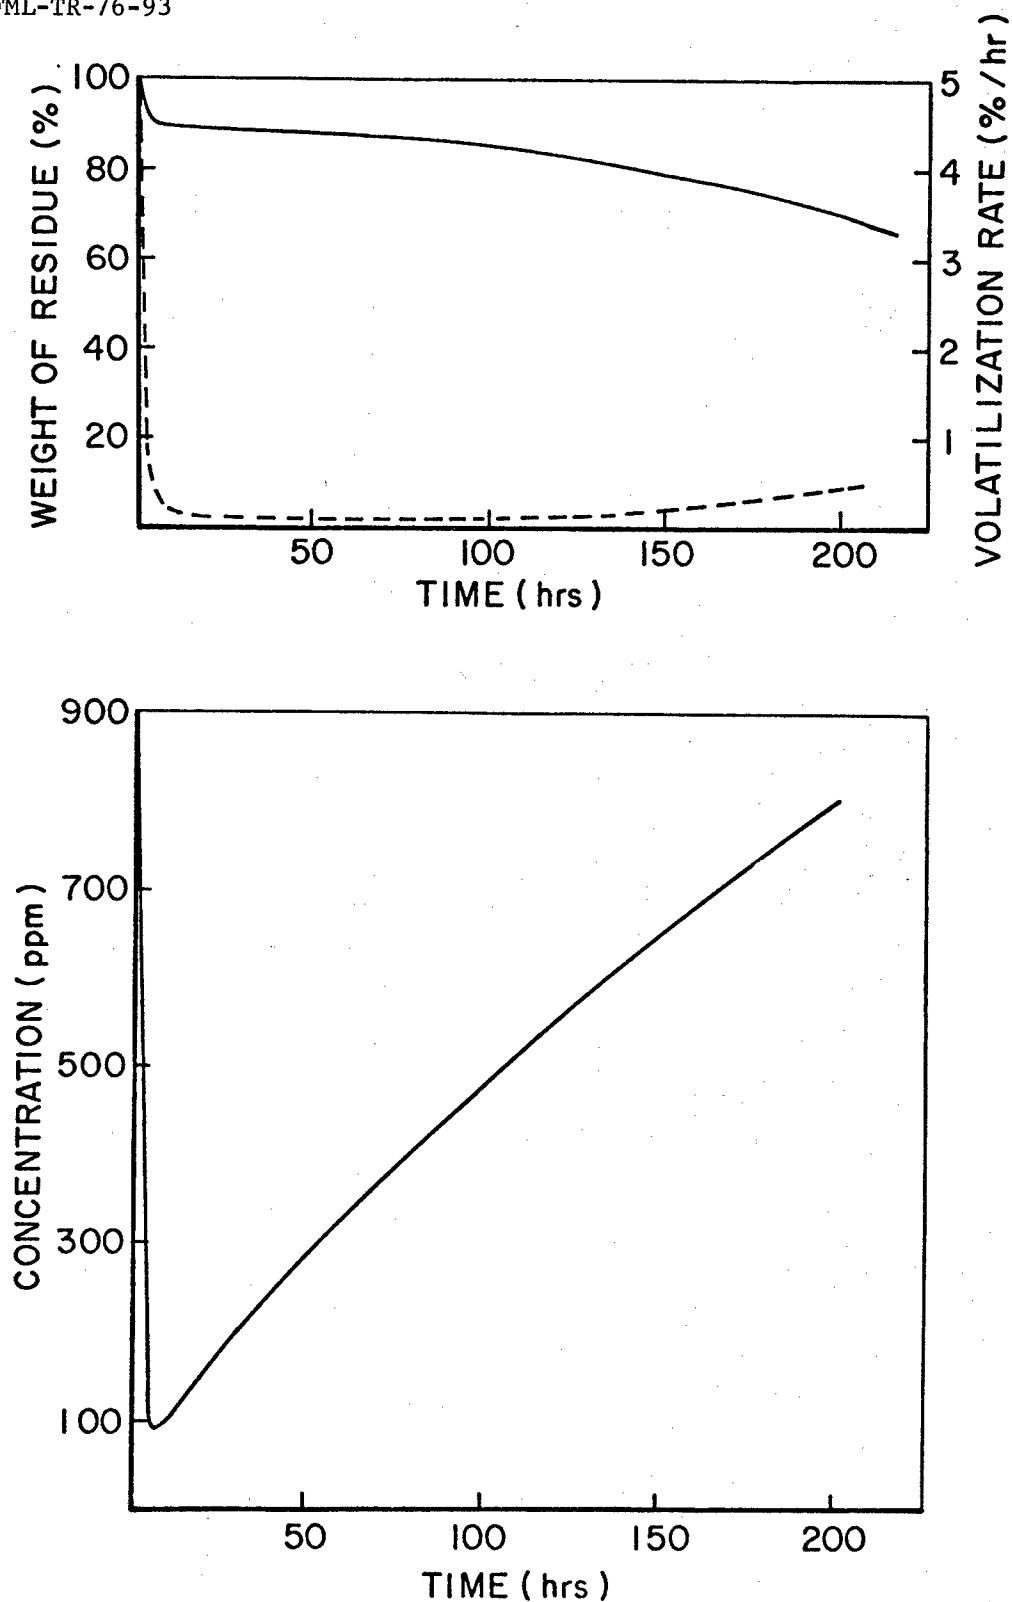 ML-TR-76-93
100
80
60
40
20
WEIGHT OF RESIDUE (%)
5
4
3
2
1
VOLATILIZATION RATE (%/hr)
50 100 150 200
TIME (hrs)
900
700
500
300
100
CONCENTRATION (ppm)
50 100 150 200
TIME (hrs)